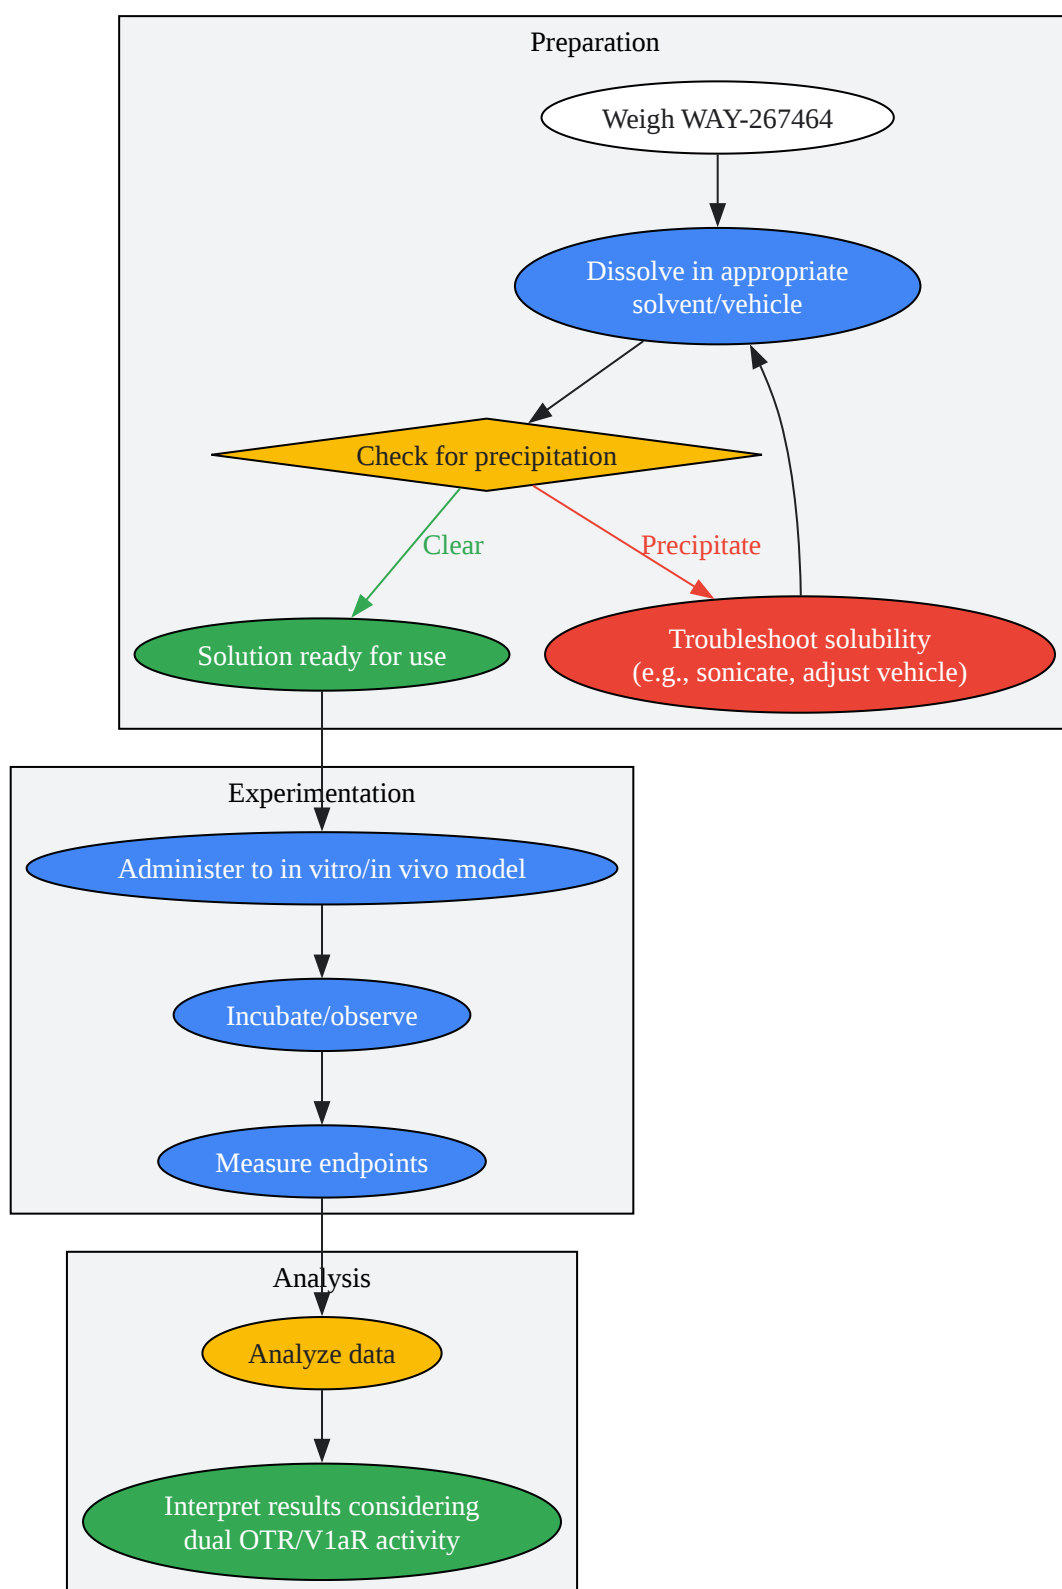 Preparation
Weigh WAY-267464
Dissolve in appropriate
solvent/vehicle
Check for precipitation
Clear
Precipitate
Solution ready for use
Troubleshoot solubility
(e.g., sonicate, adjust vehicle)
Experimentation
Administer to in vitro/in vivo model
Incubate/observe
Measure endpoints
Analysis
Analyze data
Interpret results considering
dual OTR/V1aR activity